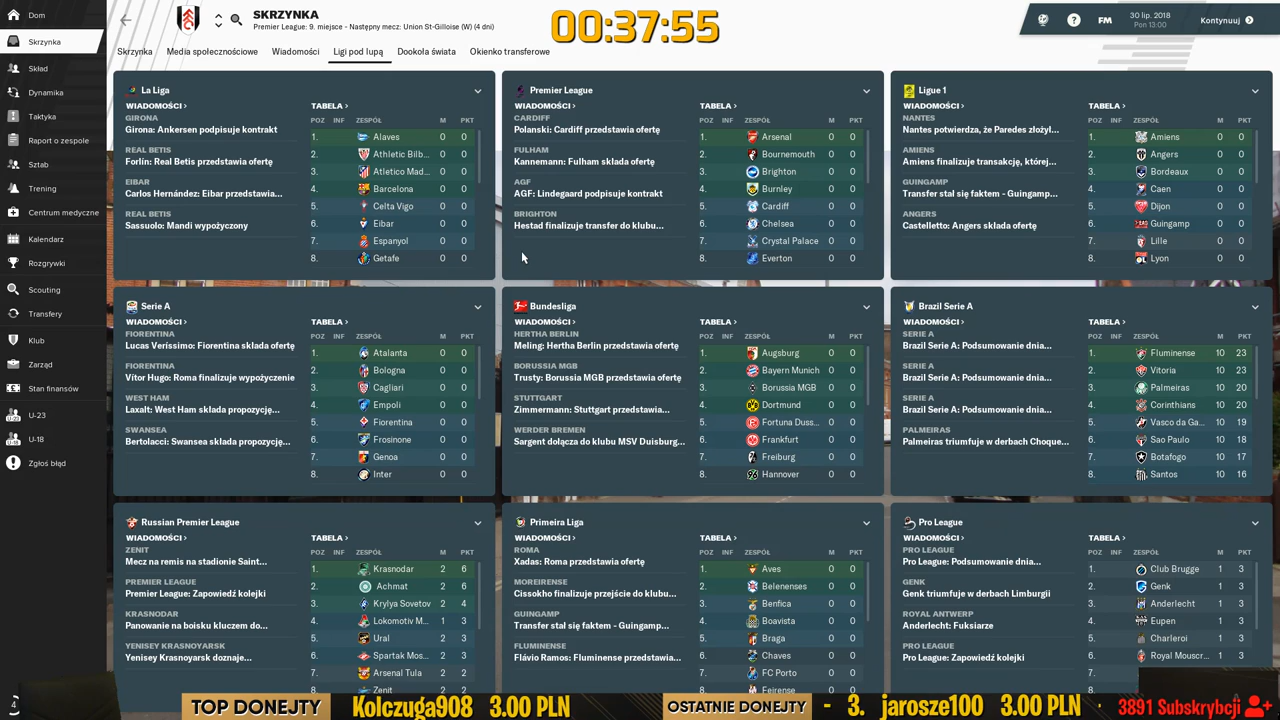 Dom
Skrzynka
Skład
Dynamika
Taktyka
Raport o zespole
Sztab
Trening
Centrum medyczne
Kalendarz
Rozgrywki
Scouting
Transfery
Klub
Zarząd
Stan finansów
U-23
U-18
Zgłoś błąd
4
SKRZYNKA
Premier League: 9. miejsce - Następny mecz: Union St-Gilloise (W) (4 dni)
00:37:55
FM
30 lip. 2018
Pon 13:00
Kontynuuj
Skrzynka Media społecznościowe Wiadomości Ligi pod lupą Dookoła świata Okienko transferowe
La Liga
WIADOMOŚCI ›
GIRONA
Girona: Ankersen podpisuje kontrakt
REAL BETIS
Forlín: Real Betis przedstawia ofertę
EIBAR
Carlos Hernández: Eibar przedstawia...
REAL BETIS
Sassuolo: Mandi wypożyczony
TABELA ›
POZ INF ZESPÓŁ M PKT
1. Alaves 0 0
2. Athletic Bilb... 0 0
3. Atletico Mad... 0 0
4. Barcelona 0 0
5. Celta Vigo 0 0
6. Eibar 0 0
7. Espanyol 0 0
8. Getafe 0 0
Premier League
WIADOMOŚCI ›
CARDIFF
Polanski: Cardiff przedstawia ofertę
FULHAM
Kannemann: Fulham składa ofertę
AGF
AGF: Lindegaard podpisuje kontrakt
BRIGHTON
Hestad finalizuje transfer do klubu...
TABELA ›
POZ INF ZESPÓŁ M PKT
1. Arsenal 0 0
2. Bournemouth 0 0
3. Brighton 0 0
4. Burnley 0 0
5. Cardiff 0 0
6. Chelsea 0 0
7. Crystal Palace 0 0
8. Everton 0 0
Ligue 1
WIADOMOŚCI ›
NANTES
Nantes potwierdza, że Paredes złożył...
AMIENS
Amiens finalizuje transakcję, której...
GUINGAMP
Transfer stal się faktem - Guingamp...
ANGERS
Castelletto: Angers składa ofertę
TABELA ›
POZ INF ZESPÓŁ M PKT
1. Amiens 0 0
2. Angers 0 0
3. Bordeaux 0 0
4. Caen 0 0
5. Dijon 0 0
6. Guingamp 0 0
7. Lille 0 0
8. Lyon 0 0
Serie A
WIADOMOŚCI ›
FIORENTINA
Lucas Veríssimo: Fiorentina składa ofertę
FIORENTINA
Vítor Hugo: Roma finalizuje wypożyczenie
WEST HAM
Laxalt: West Ham składa propozycję...
SWANSEA
Bertolacci: Swansea składa propozycję...
TABELA ›
POZ INF ZESPÓŁ M PKT
1. Atalanta 0 0
2. Bologna 0 0
3. Cagliari 0 0
4. Empoli 0 0
5. Fiorentina 0 0
6. Frosinone 0 0
7. Genoa 0 0
8. Inter 0 0
Bundesliga
WIADOMOŚCI ›
HERTHA BERLIN
Meling: Hertha Berlin przedstawia ofertę
BORUSSIA MGB
Trusty: Borussia MGB przedstawia ofertę
STUTTGART
Zimmermann: Stuttgart przedstawia...
WERDER BREMEN
Sargent dołącza do klubu MSV Duisburg...
TABELA ›
POZ INF ZESPÓŁ M PKT
1. Augsburg 0 0
2. Bayern Munich 0 0
3. Borussia MGB 0 0
4. Dortmund 0 0
5. Fortuna Duss... 0 0
6. Frankfurt 0 0
7. Freiburg 0 0
8. Hannover 0 0
Brazil Serie A
WIADOMOŚCI ›
SERIE A
Brazil Serie A: Podsumowanie dnia...
SERIE A
Brazil Serie A: Podsumowanie dnia...
SERIE A
Brazil Serie A: Podsumowanie dnia...
PALMEIRAS
Palmeiras triumfuje w derbach Choque...
TABELA ›
POZ INF ZESPÓŁ M PKT
1. Fluminense 10 23
2. Vitoria 10 23
3. Palmeiras 10 20
4. Corinthians 10 20
5. Vasco da Ga... 10 19
6. Sao Paulo 10 18
7. Botafogo 10 17
8. Santos 10 16
Russian Premier League
WIADOMOŚCI ›
ZENIT
Mecz na remis na stadionie Saint...
PREMIER LEAGUE
Premier League: Zapowiedź kolejki
KRASNODAR
Panowanie na boisku kluczem do...
YENISEY KRASNOYARSK
Yenisey Krasnoyarsk doznaje...
TABELA ›
POZ INF ZESPÓŁ M PKT
1. Krasnodar 2 6
2. Achmat 2 6
3. Krylya Sovetov 2 4
4. Lokomotiv M... 1 3
5. Ural 2 3
6. Spartak Mos... 2 3
7. Arsenal Tula 2 2
8. Zenit 2 2
Primeira Liga
WIADOMOŚCI ›
ROMA
Xadas: Roma przedstawia ofertę
MOREIRENSE
Cissokho finalizuje przejście do klubu...
GUINGAMP
Transfer stał się faktem - Guingamp...
FLUMINENSE
Flávio Ramos: Fluminense przedstawia...
TABELA ›
POZ INF ZESPÓŁ M PKT
1. Aves 0 0
2. Belenenses 0 0
3. Benfica 0 0
4. Boavista 0 0
5. Braga 0 0
6. Chaves 0 0
7. FC Porto 0 0
8. Feirense 0 0
Pro League
WIADOMOŚCI ›
PRO LEAGUE
Pro League: Podsumowanie dnia...
GENK
Genk triumfuje w derbach Limburgii
ROYAL ANTWERP
Anderlecht: Fuksiarze
PRO LEAGUE
Pro League: Zapowiedź kolejki
TABELA ›
POZ INF ZESPÓŁ M PKT
1. Club Brugge 1 3
2. Genk 1 3
3. Anderlecht 1 3
4. Eupen 1 3
5. Charleroi 1 3
6. Royal Mouscr... 1 3
7.
TOP DONEJTY Kolczuga908 3.00 PLN OSTATNIE DONEJTY - 3. jarosze100 3.00 PLN - 3891 Subskrybcji